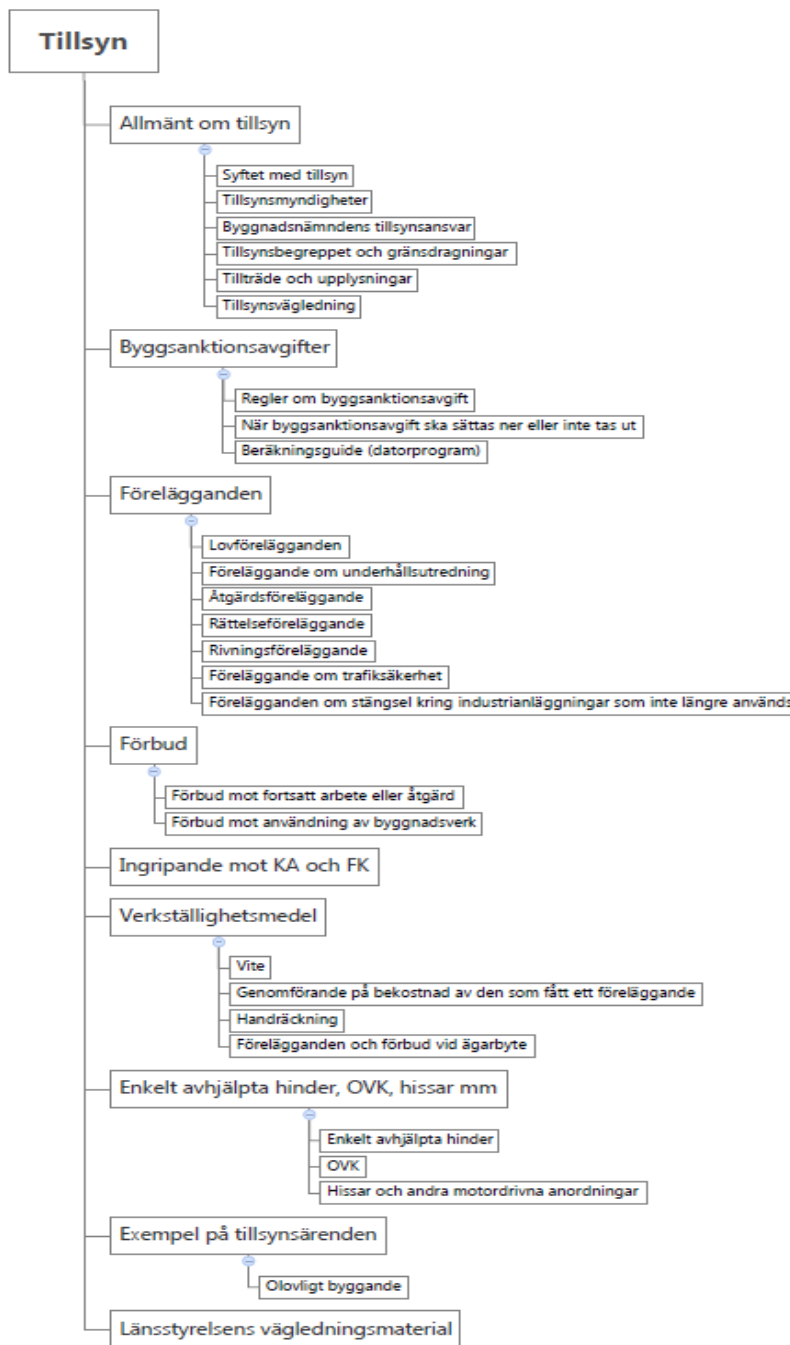 Tillsyn
Allmänt om tillsyn
Syftet med tillsyn
Tillsynsmyndigheter
Byggnadsnämndens tillsynsansvar
Tillsynsbegreppet och gränsdragningar
Tillträde och upplysningar
Tillsynsvägledning
Byggsanktionsavgifter
Regler om byggsanktionsavgift
När byggsanktionsavgift ska sättas ner eller inte tas ut
Beräkningsguide (datorprogram)
Förelägganden
Lovförelägganden
Föreläggande om underhållsutredning
Åtgärdsföreläggande
Rättelseföreläggande
Rivningsföreläggande
Föreläggande om trafiksäkerhet
Förelägganden om stängsel kring industrianläggningar som inte längre används
Förbud
Förbud mot fortsatt arbete eller åtgärd
Förbud mot användning av byggnadsverk
Ingripande mot KA och FK
Verkställighetsmedel
Vite
Genomförande på bekostnad av den som fått ett föreläggande
Handräckning
Förelägganden och förbud vid ägarbyte
Enkelt avhjälpta hinder, OVK, hissar mm
Enkelt avhjälpta hinder
OVK
Hissar och andra motordrivna anordningar
Exempel på tillsynsärenden
Olovligt byggande
Länsstyrelsens vägledningsmaterial